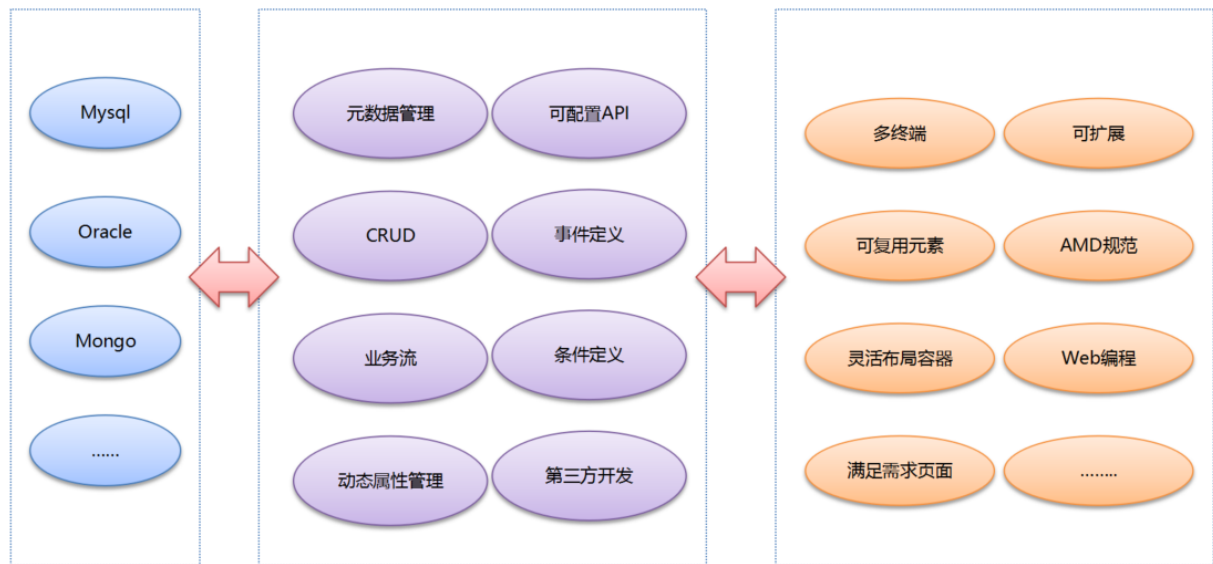 Mysql
Oracle
Mongo
......
元数据管理
可配置API
CRUD
事件定义
业务流
条件定义
动态属性管理
第三方开发
多终端
可扩展
可复用元素
AMD规范
灵活布局容器
Web编程
满足需求页面
........